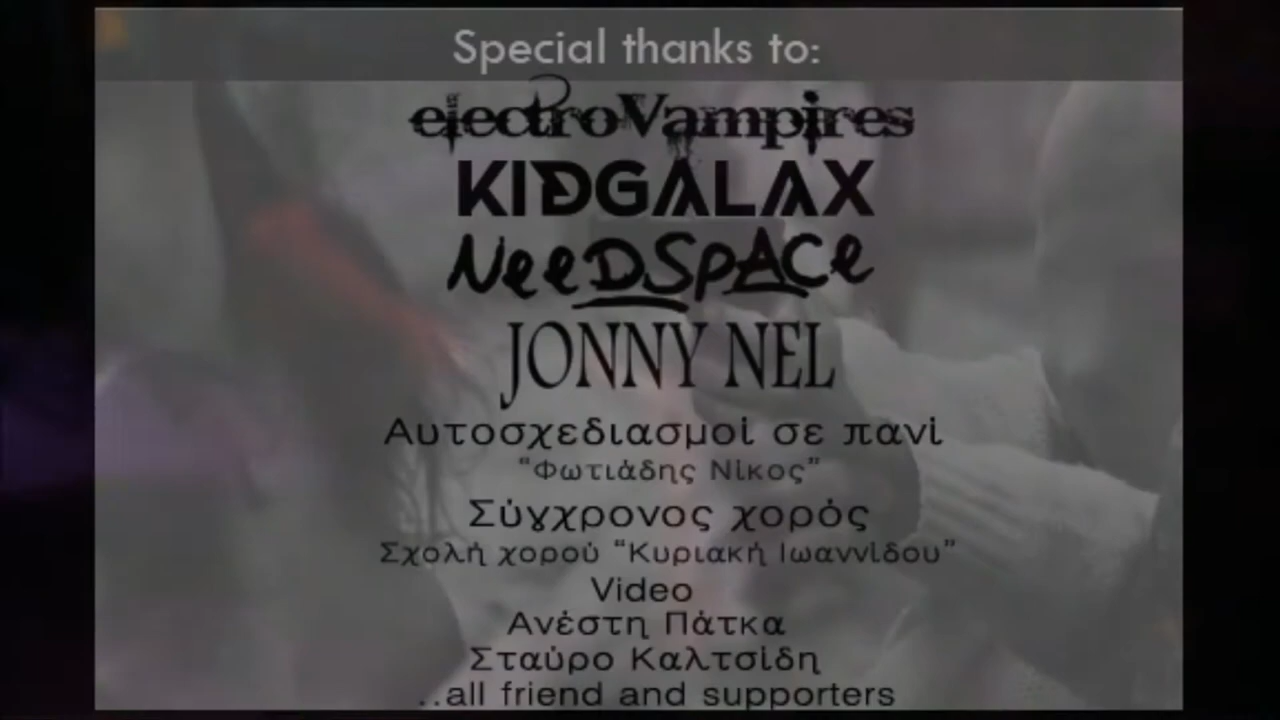 Special thanks to:
electroVampires
KIDGALAX
NeeDSpACe
JONNY NEL
Αυτοσχεδιασμοί σε πανί
“Φωτιάδης Νίκος”
Σύγχρονος χορός
Σχολή χορού “Κυριακή Ιωαννίδου”
Video
Ανέστη Πάτκα
Σταύρο Καλτσίδη
..all friend and supporters